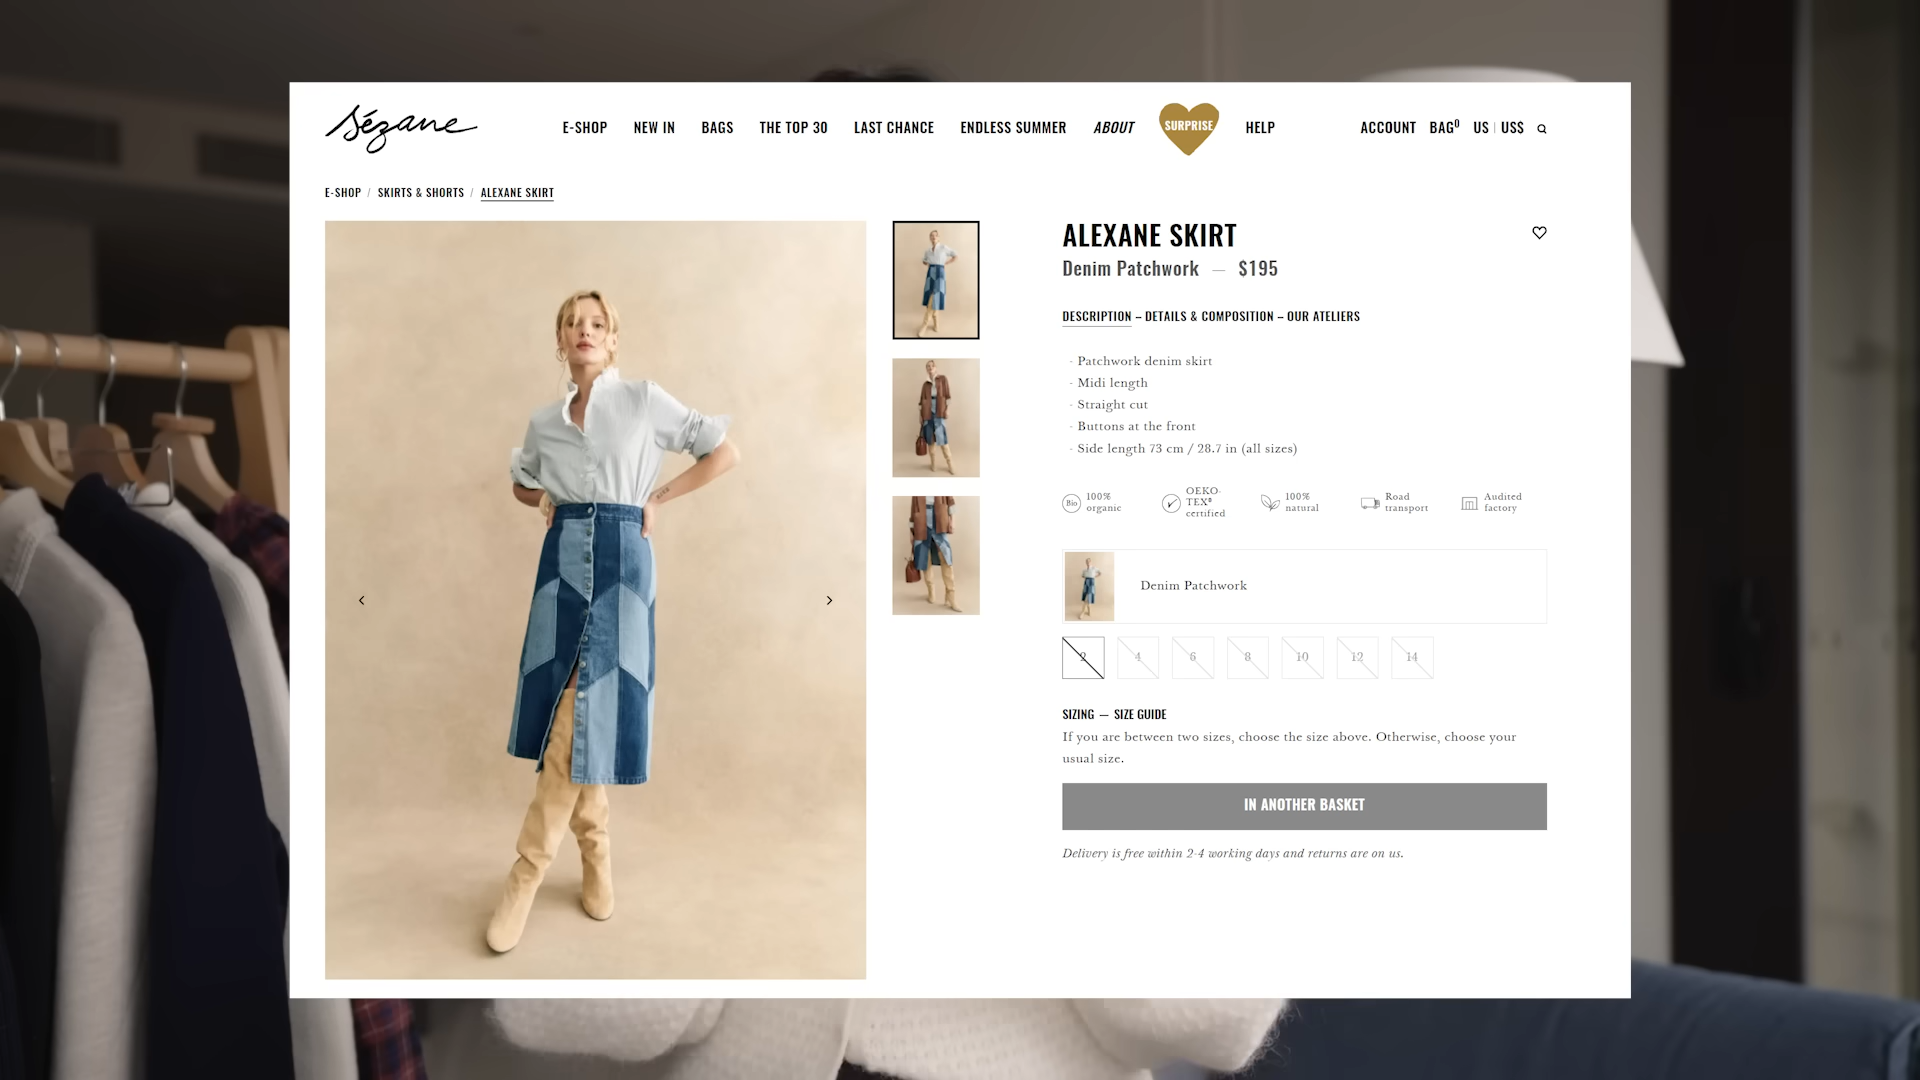 Sézane
E-SHOP NEW IN BAGS THE TOP 30 LAST CHANCE ENDLESS SUMMER ABOUT SURPRISE HELP ACCOUNT BAG0 US | US$
E-SHOP / SKIRTS & SHORTS / ALEXANE SKIRT
ALEXANE SKIRT
Denim Patchwork — $195
DESCRIPTION – DETAILS & COMPOSITION – OUR ATELIERS
- Patchwork denim skirt
- Midi length
- Straight cut
- Buttons at the front
- Side length 73 cm / 28.7 in (all sizes)
Bio 100% organic
OEKO-TEX® certified
100% natural
Road transport
Audited factory
Denim Patchwork
2 4 6 8 10 12 14
SIZING — SIZE GUIDE
If you are between two sizes, choose the size above. Otherwise, choose your
usual size.
IN ANOTHER BASKET
Delivery is free within 2-4 working days and returns are on us.